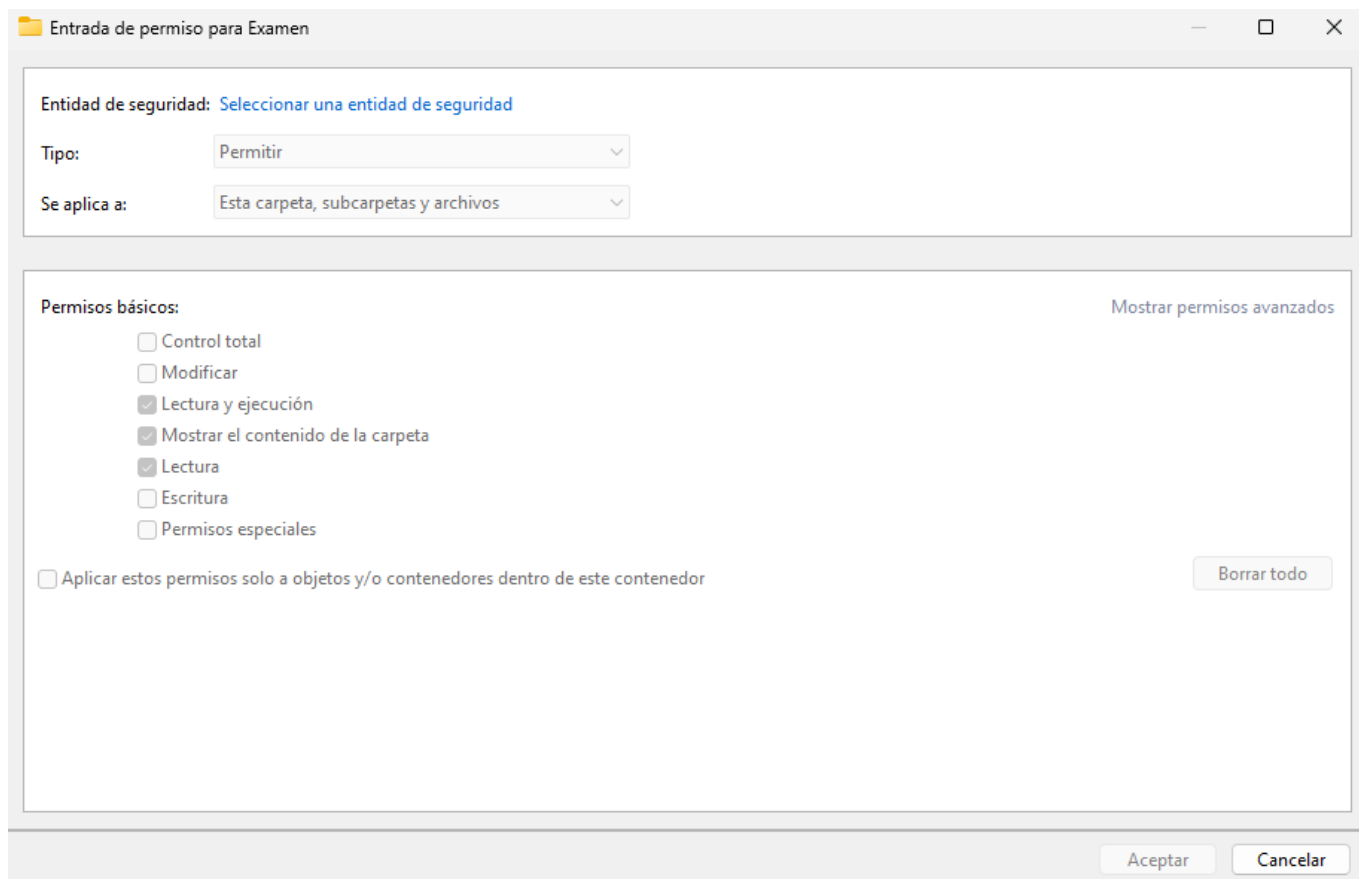 Entrada de permiso para Examen
Entidad de seguridad: Seleccionar una entidad de seguridad
Tipo: Permitir
Se aplica a: Esta carpeta, subcarpetas y archivos
Permisos básicos: Mostrar permisos avanzados
Control total
Modificar
Lectura y ejecución
Mostrar el contenido de la carpeta
Lectura
Escritura
Permisos especiales
Aplicar estos permisos solo a objetos y/o contenedores dentro de este contenedor Borrar todo
Aceptar Cancelar